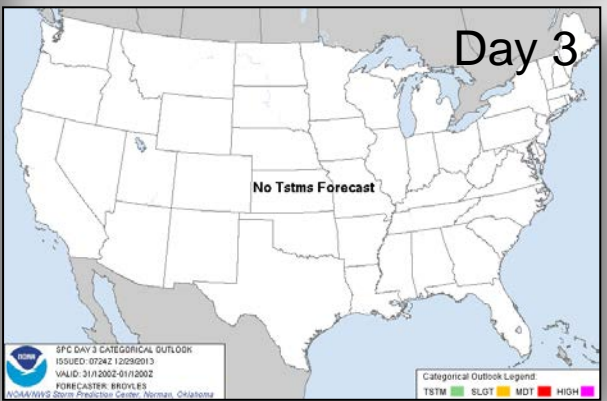 Day 3
No Tstms Forecast
NOAA
SPC DAY 3 CATEGORICAL OUTLOOK
ISSUED: 0724Z 12/29/2013
VALID: 31/1200Z-01/1200Z
FORECASTER: BROYLES
NOAA/NWS Storm Prediction Center, Norman, Oklahoma
Categorical Outlook Legend:
TSTM SLGT MDT HIGH